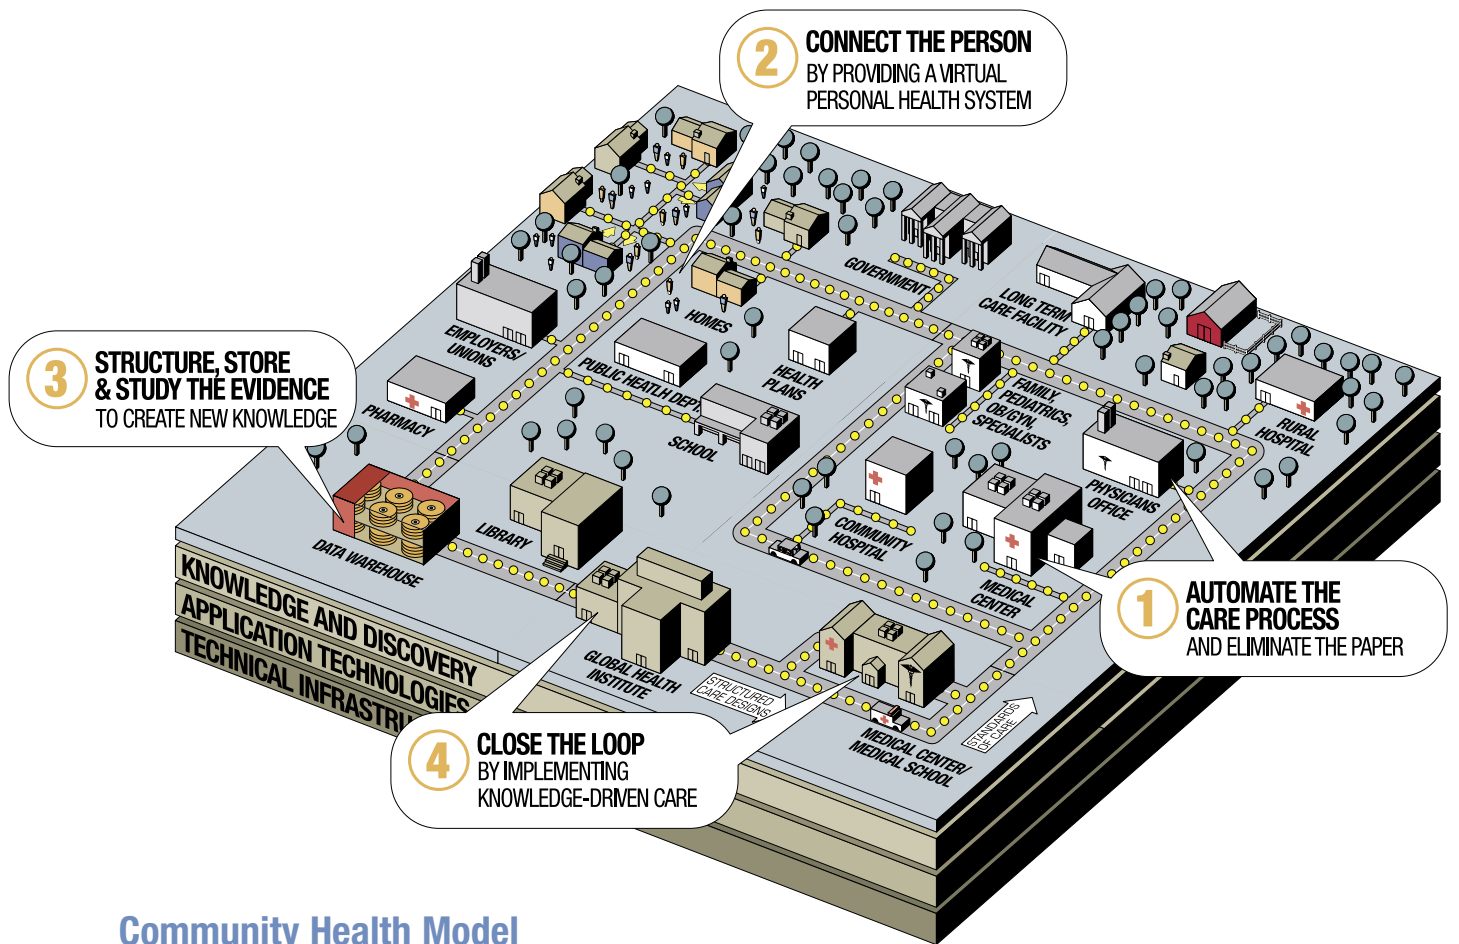 2
CONNECT THE PERSON
BY PROVIDING A VIRTUAL
PERSONAL HEALTH SYSTEM
GOVERNMENT
LONG TERM
CARE FACILITY
HOMES
EMPLOYERS/
UNIONS
PUBLIC HEATLH DEPT.
HEALTH
PLANS
FAMILY,
PEDIATRICS,
OB/GYN,
SPECIALISTS
RURAL
HOSPITAL
3
STRUCTURE, STORE
& STUDY THE EVIDENCE
TO CREATE NEW KNOWLEDGE
PHARMACY
SCHOOL
PHYSICIANS
OFFICE
LIBRARY
COMMUNITY
HOSPITAL
DATA WAREHOUSE
MEDICAL
CENTER
1
AUTOMATE THE
CARE PROCESS
AND ELIMINATE THE PAPER
KNOWLEDGE AND DISCOVERY
APPLICATION TECHNOLOGIES
TECHNICAL INFRASTRU
GLOBAL HEALTH
INSTITUTE
STRUCTURED
CARE DESIGNS
STANDARDS
OF CARE
MEDICAL CENTER/
MEDICAL SCHOOL
4
CLOSE THE LOOP
BY IMPLEMENTING
KNOWLEDGE-DRIVEN CARE
Community Health Model